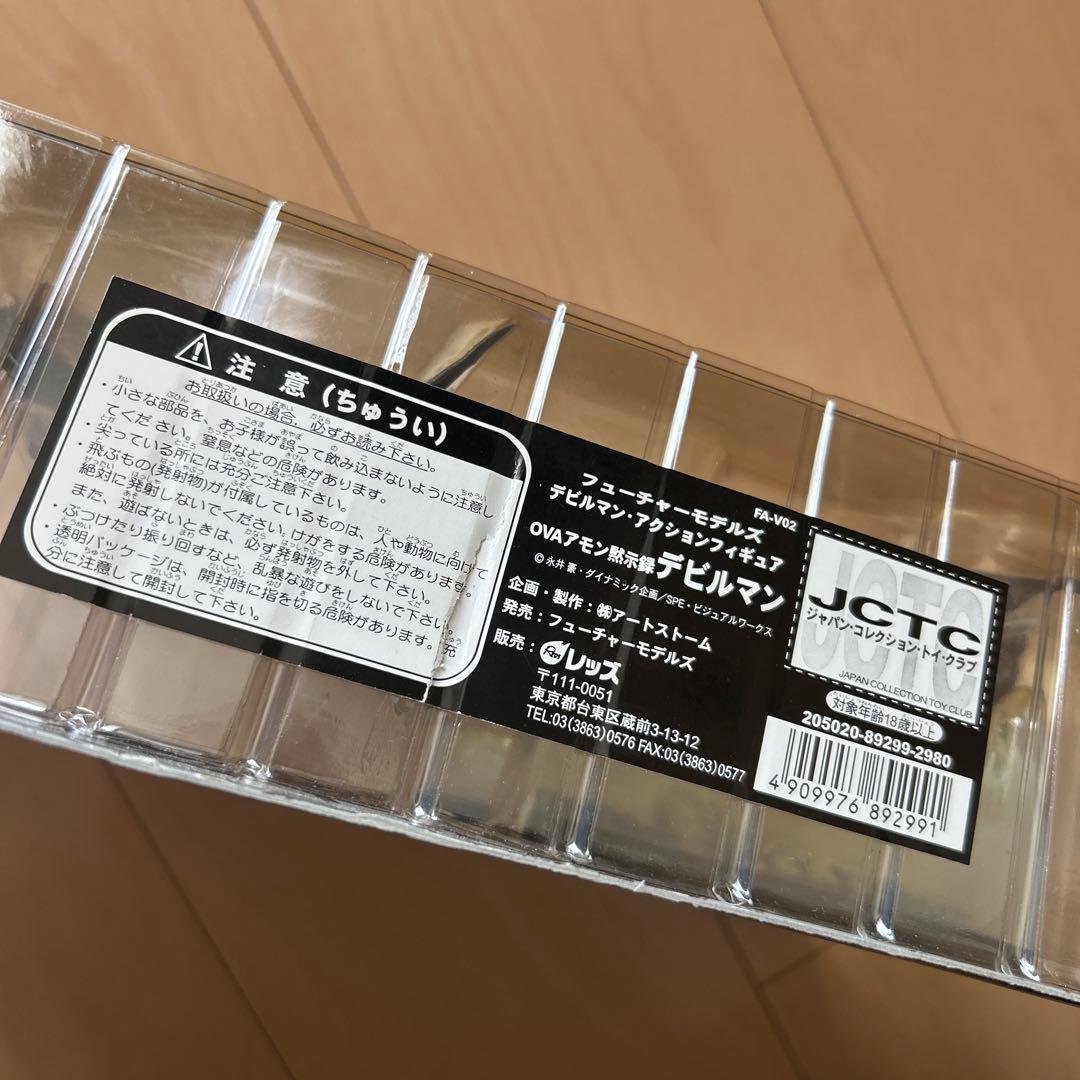 注意(ちゅうい)
お取扱いの場合、必ずお読み下さい。
・小さな部品を、お子様が誤って飲み込まないように注意し
てください。窒息などの危険があります。
・尖っている所には充分ご注意下さい。
・飛ぶもの(発射物)が付属しているものは、人や動物に向けて
絶対に発射しないでください。けがをする危険があります。
また、遊ばないときは、必ず発射物を外して下さい。
・ぶつけたり振り回すなど、乱暴な遊びをしないで下さい。
・透明パッケージは、開封時に指を切る危険があります。充
分に注意して開封して下さい。
FA-V02
フューチャーモデルズ
デビルマン・アクションフィギュア
OVAアモン黙示録デビルマン
©永井 豪・ダイナミック企画/SPE・ビジュアルワークス
企画・製作:㈱アートストーム
発売:フューチャーモデルズ
販売:レッズ
〒111-0051
東京都台東区蔵前3-13-12
TEL:03(3863)0576 FAX:03(3863)0577
JCTC
JCTC
ジャパン・コレクション・トイ・クラブ
JAPAN COLLECTION TOY CLUB
対象年齢18歳以上
205020-89299-2980
4 909976 892991